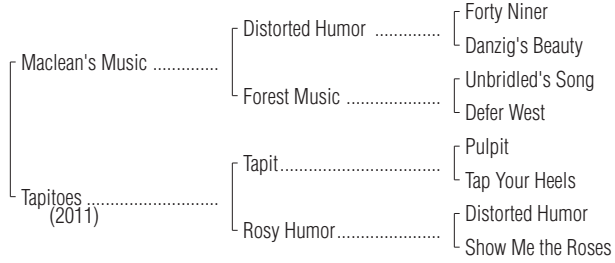 Forty Niner
Distorted Humor ..............
Danzig's Beauty
Maclean's Music ..............
Unbridled's Song
Forest Music ....................
Defer West
Pulpit
Tapit..................................
Tap Your Heels
Tapitoes ............................
(2011)
Distorted Humor
Rosy Humor......................
Show Me the Roses